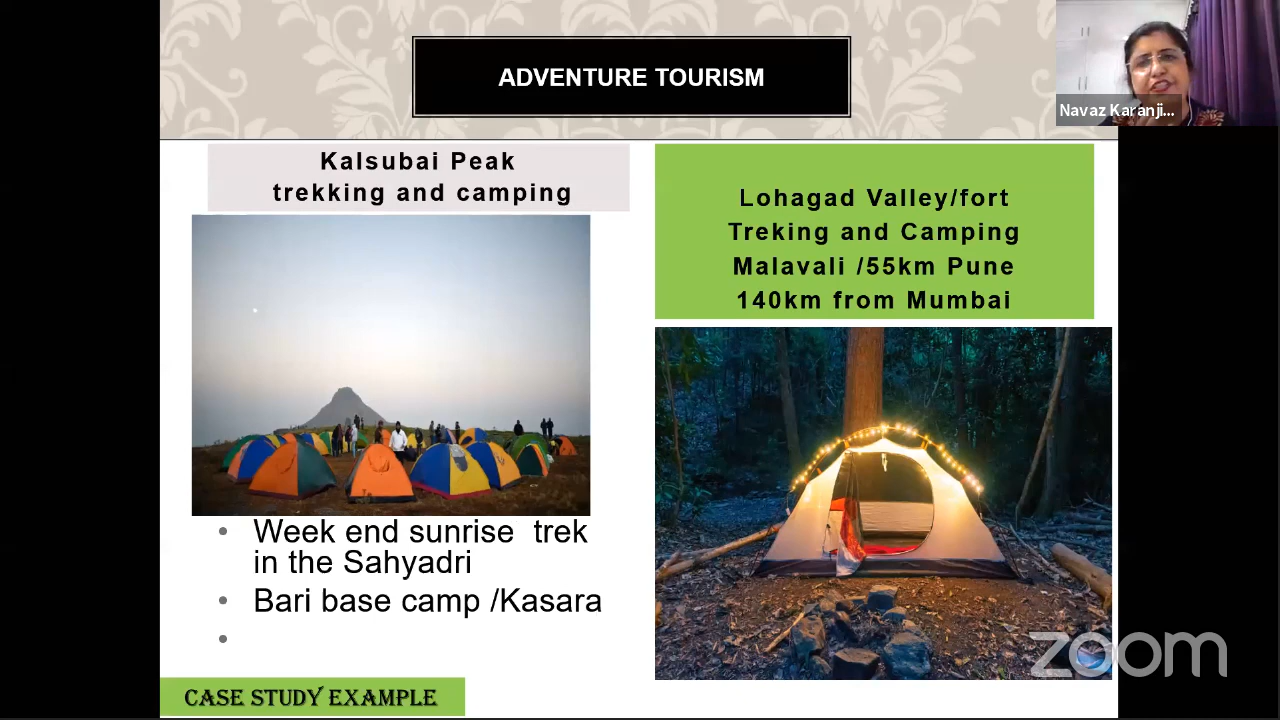 ADVENTURE TOURISM
Navaz Karanji...
Kalsubai Peak
trekking and camping
Lohagad Valley/fort
Treking and Camping
Malavali /55km Pune
140km from Mumbai
• Week end sunrise trek
in the Sahyadri
• Bari base camp /Kasara
•
CASE STUDY EXAMPLE
zoom